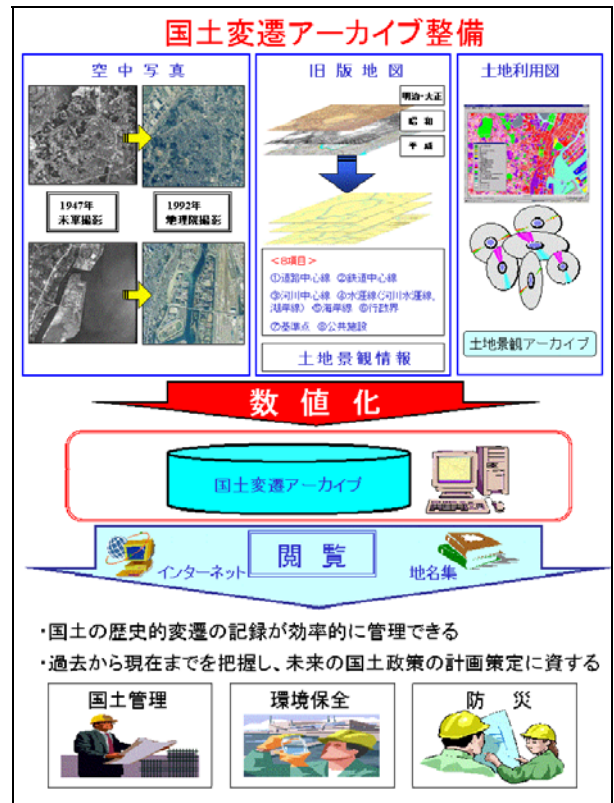 国土変遷アーカイブ整備
空中写真
1947年
米軍撮影
1992年
地理院撮影
旧版地図
明治・大正
昭和
平成
<8項目>
①道路中心線 ②鉄道中心線
③河川中心線 ④水涯線(河川水涯線、
湖岸線) ⑤海岸線 ⑥行政界
⑦基準点 ⑧公共施設
土地景観情報
土地利用図
土地景観アーカイブ
数値化
国土変遷アーカイブ
インターネット
閲覧
地名集
・国土の歴史的変遷の記録が効率的に管理できる
・過去から現在までを把握し、未来の国土政策の計画策定に資する
国土管理
環境保全
防災